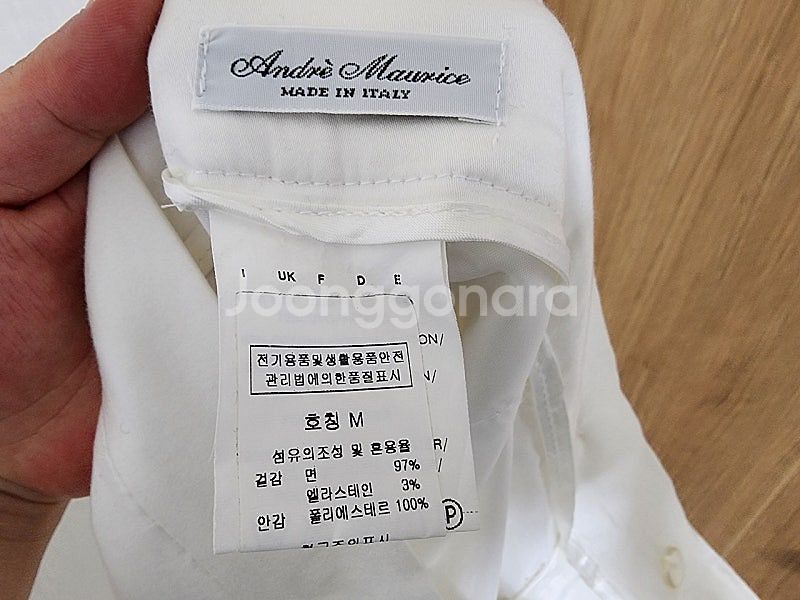 Andrè Maurice
MADE IN ITALY
I UK F D E
Joonggonara
ON/
전기용품및생활용품안전
관리법에의한품질표시
N/
호칭 M
섬유의조성 및 혼용율
R/
겉감 면 97%
/
엘라스테인 3%
안감 폴리에스테르 100%
P